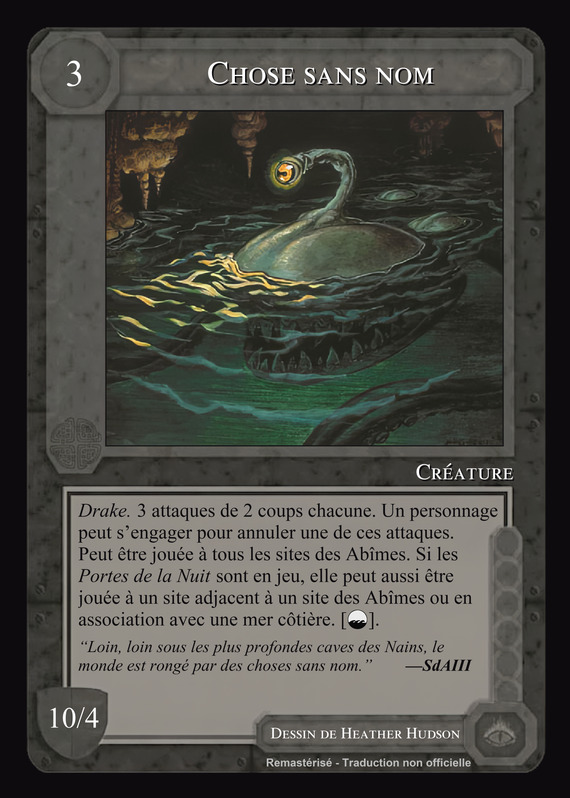 3
Chose sans nom
Créature
Drake. 3 attaques de 2 coups chacune. Un personnage
peut s’engager pour annuler une de ces attaques.
Peut être jouée à tous les sites des Abîmes. Si les
Portes de la Nuit sont en jeu, elle peut aussi être
jouée à un site adjacent à un site des Abîmes ou en
association avec une mer côtière. [ ].
“Loin, loin sous les plus profondes caves des Nains, le
monde est rongé par des choses sans nom.” —SdAIII
10/4
Dessin de Heather Hudson
Remastérisé - Traduction non officielle